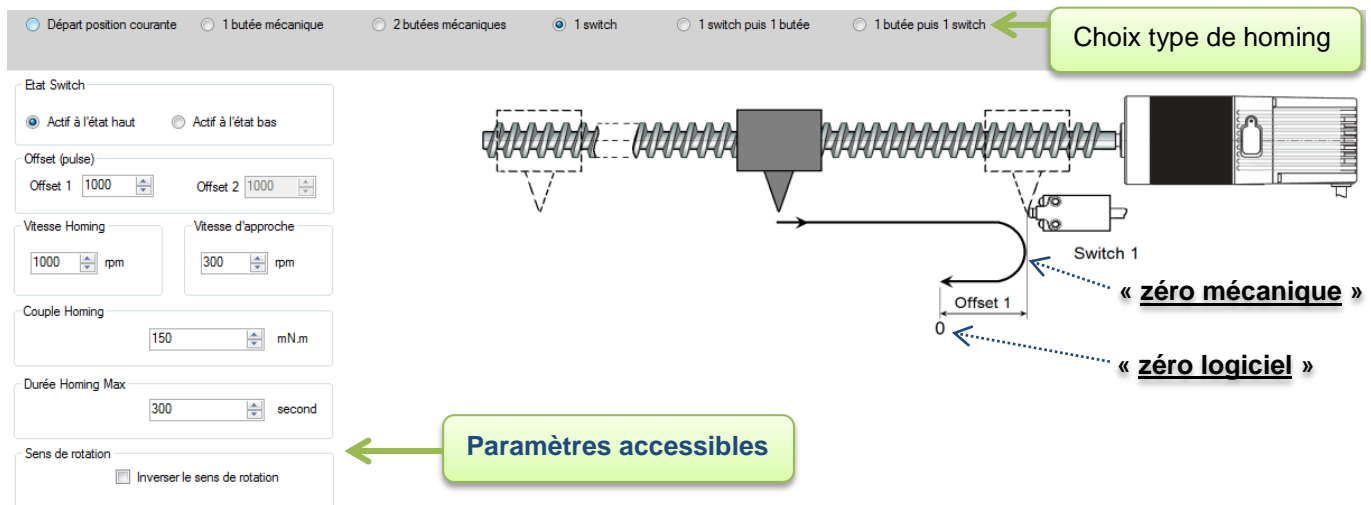 Départ position courante 1 butée mécanique 2 butées mécaniques 1 switch 1 switch puis 1 butée 1 butée puis 1 switch
Choix type de homing
Etat Switch
Actif à l'état haut Actif à l'état bas
Offset (pulse)
Offset 1 1000 Offset 2 1000
Vitesse Homing Vitesse d'approche
1000 rpm 300 rpm
Couple Homing
150 mN.m
Durée Homing Max
300 second
Sens de rotation
Inverser le sens de rotation
Switch 1
« zéro mécanique »
Offset 1
0
« zéro logiciel »
Paramètres accessibles